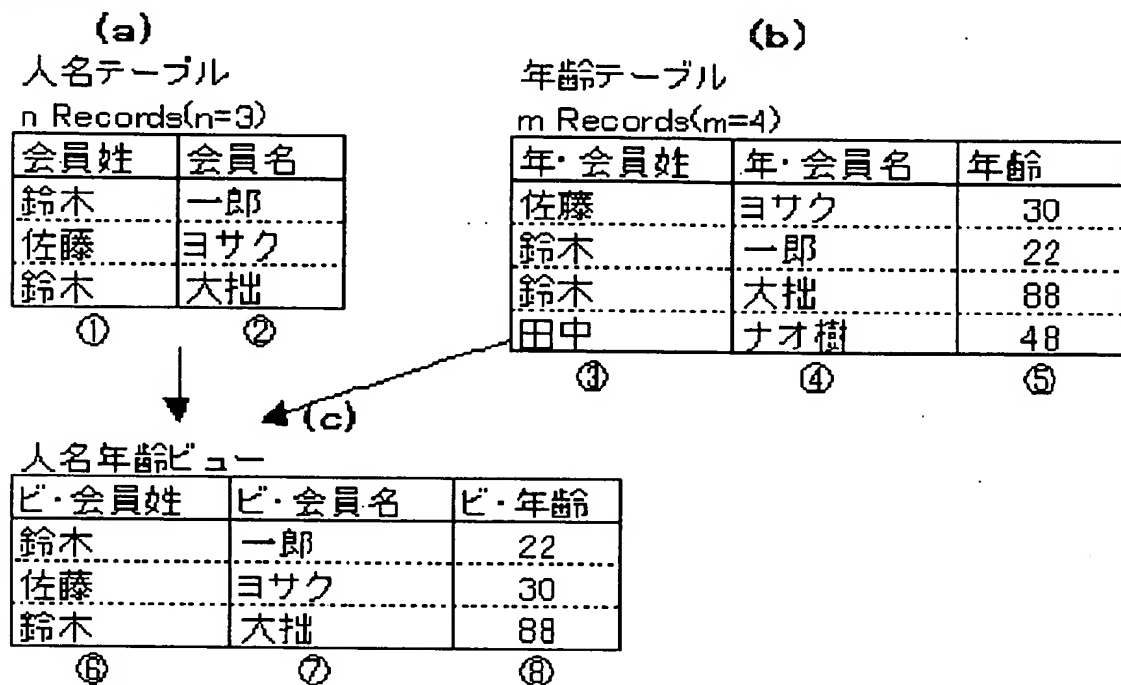 (a)
人名テーブル
n Records(n=3)
会員姓 会員名
鈴木 一郎
佐藤 ヨサク
鈴木 大拙
① ②
(b)
年齢テーブル
m Records(m=4)
年・会員姓 年・会員名 年齢
佐藤 ヨサク 30
鈴木 一郎 22
鈴木 大拙 88
田中 ナオ樹 48
③ ④ ⑤
(c)
人名年齢ビュー
ビ・会員姓 ビ・会員名 ビ・年齢
鈴木 一郎 22
佐藤 ヨサク 30
鈴木 大拙 88
⑥ ⑦ ⑧